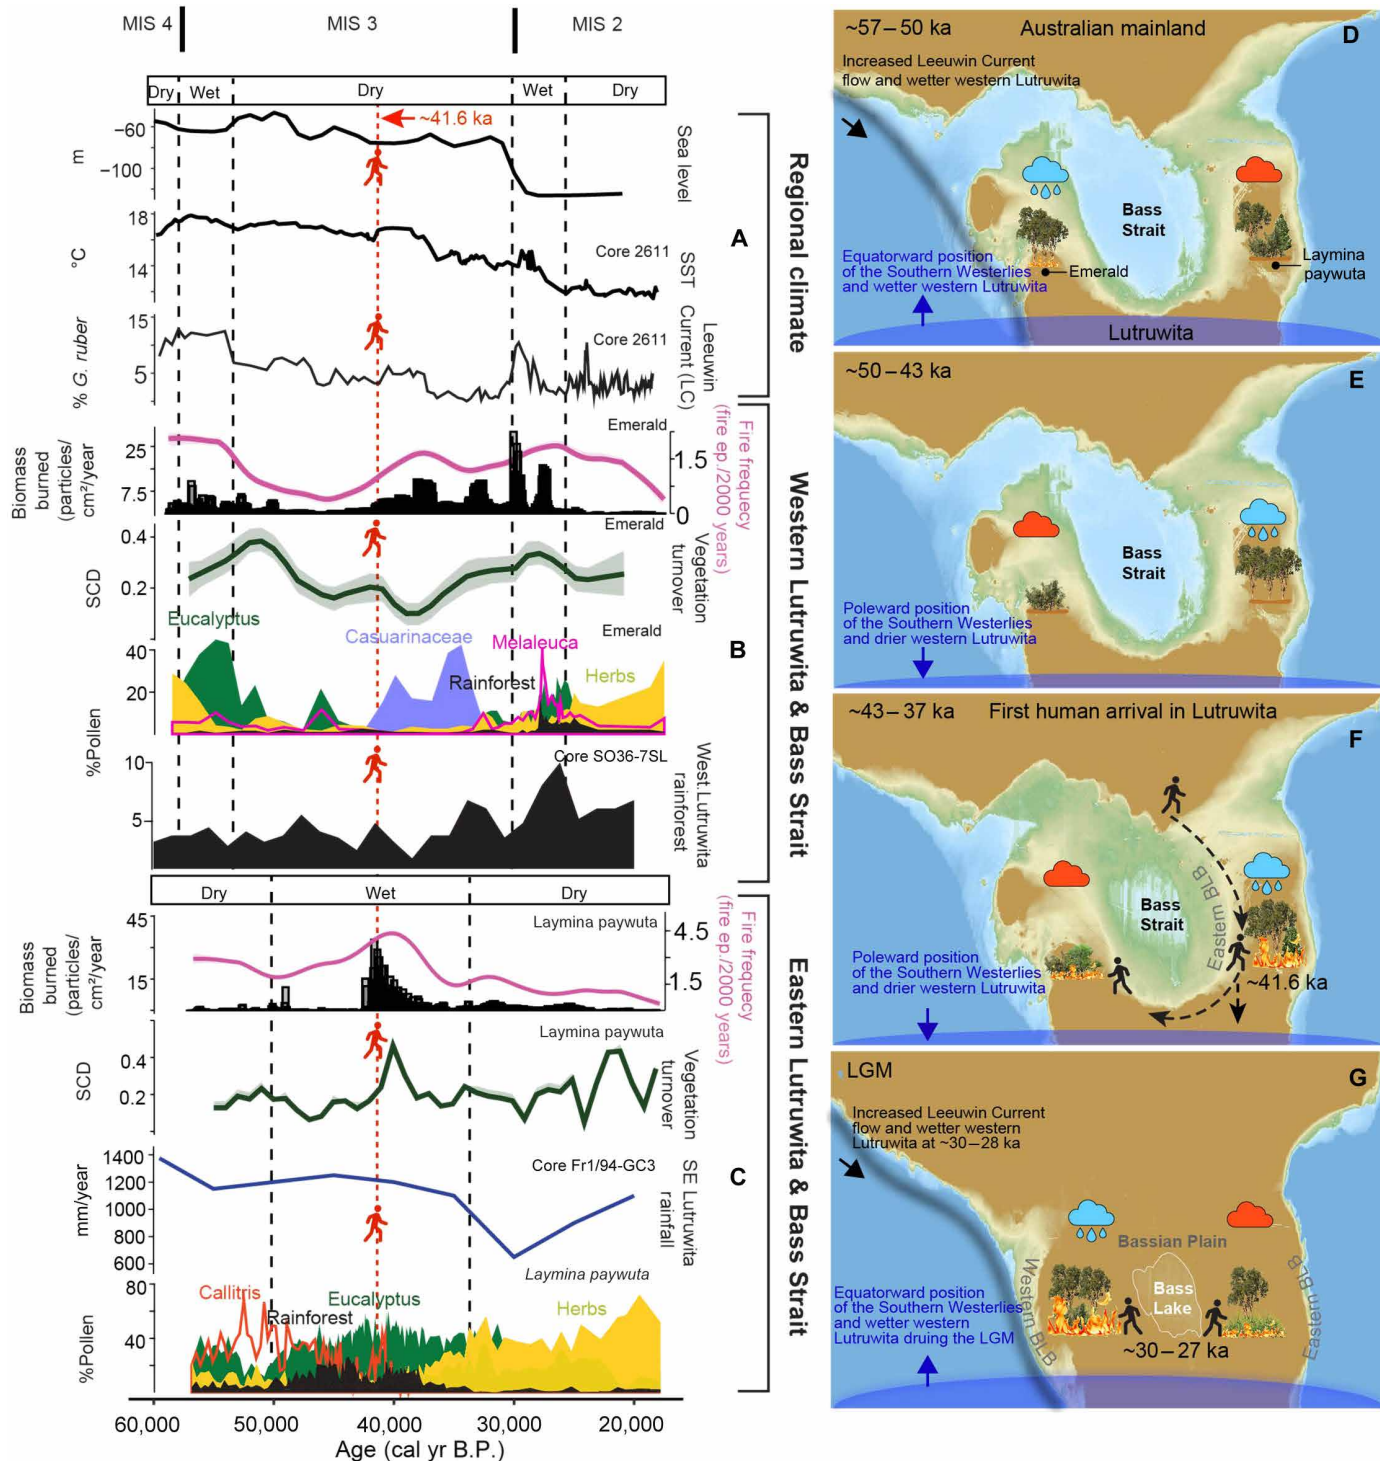 MIS 4
MIS 3
MIS 2
Dry
Wet
Dry
Wet
Dry
~41.6 ka
−60
−100
m
Sea level
18
14
°C
Core 2611
SST
A
15
5
% G. ruber
Core 2611
Leeuwin
Current (LC)
Regional climate
Emerald
25
7.5
Biomass
burned
(particles/
cm²/year)
1.5
0
Fire frequecy
(fire ep./2000 years)
Emerald
0.4
0.2
SCD
Vegetation
turnover
Eucalyptus
Casuarinaceae
Emerald
Melaleuca
Rainforest
Herbs
40
20
%Pollen
B
Core SO36-7SL
10
5
West.Lutruwita
rainforest
Western Lutruwita & Bass Strait
Dry
Wet
Dry
45
15
Laymina paywuta
Biomass
burned
(particles/
cm²/year)
4.5
1.5
Fire frequency
(fire ep./2000 years)
Laymina paywuta
0.4
0.2
SCD
Vegetation
turnover
1400
1200
1000
800
600
mm/year
Core Fr1/94-GC3
SE Lutruwita
rainfall
C
Laymina paywuta
80
40
%Pollen
Callitris
Rainforest
Eucalyptus
Herbs
Eastern Lutruwita & Bass Strait
60,000
50,000
40,000
30,000
20,000
Age (cal yr B.P.)
~57–50 ka
Australian mainland
D
Increased Leeuwin Current
flow and wetter western Lutruwita
Bass
Strait
Equatorward position
of the Southern Westerlies
and wetter western Lutruwita
Emerald
Laymina
paywuta
Lutruwita
~50–43 ka
E
Bass
Strait
Poleward position
of the Southern Westerlies
and drier western Lutruwita
~43–37 ka
First human arrival in Lutruwita
F
Bass
Strait
Eastern BLB
Poleward position
of the Southern Westerlies
and drier western Lutruwita
~41.6 ka
LGM
G
Increased Leeuwin Current
flow and wetter western
Lutruwita at ~30–28 ka
Bassian Plain
Bass
Lake
Western BLB
Eastern BLB
Equatorward position
of the Southern Westerlies
and wetter western
Lutruwita druing the LGM
~30–27 ka